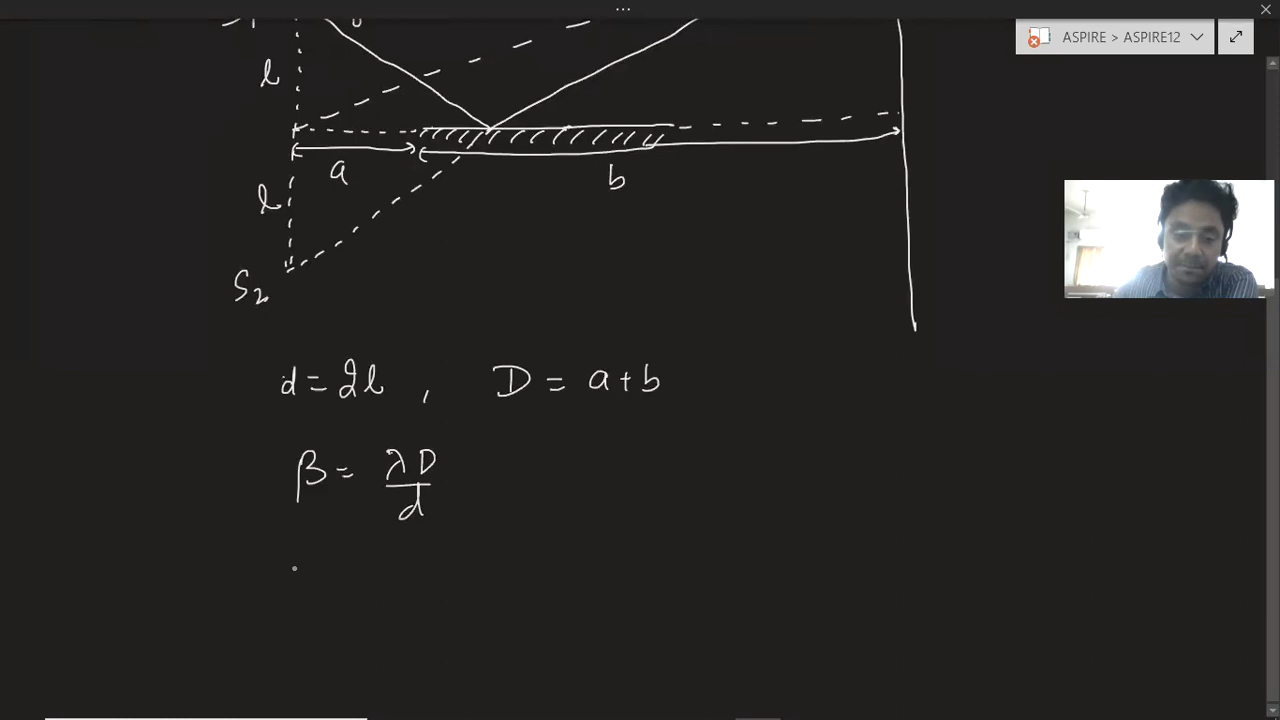 ASPIRE > ASPIRE12
l
a
b
l
S₂
d = 2l , D = a + b
β = λD/d